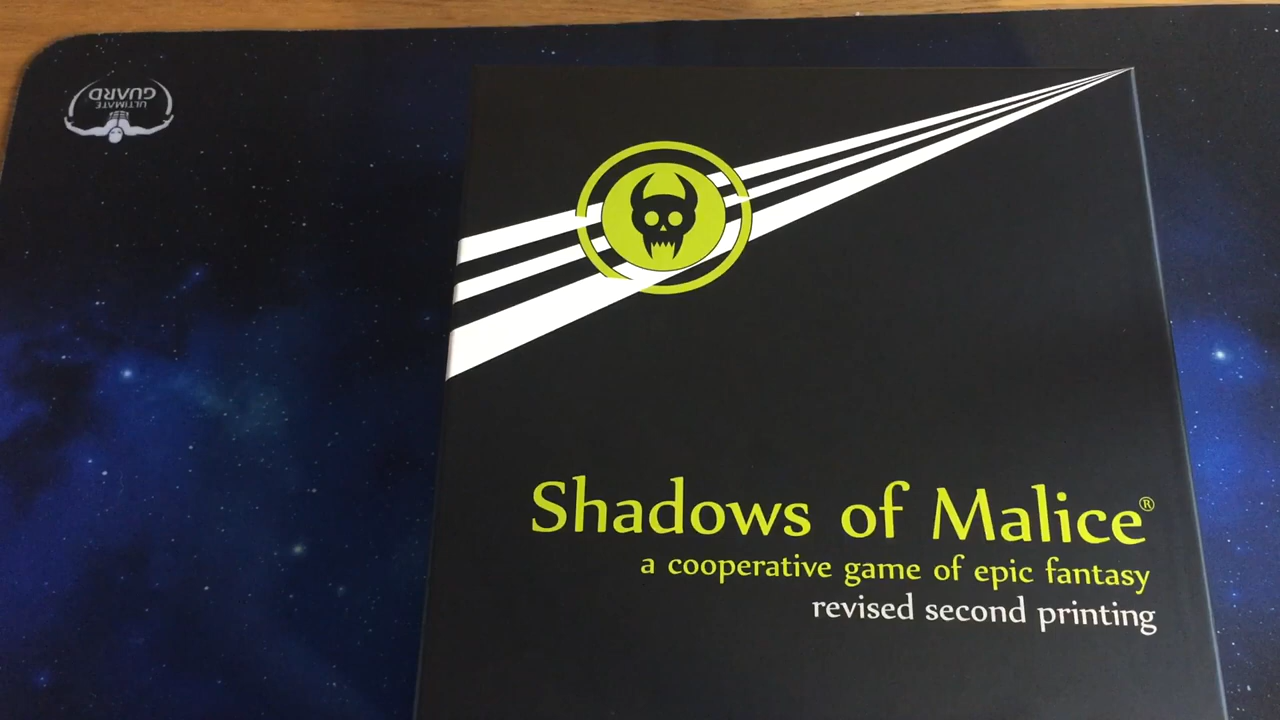 ULTIMATE
GUARD
Shadows of Malice®
a cooperative game of epic fantasy
revised second printing